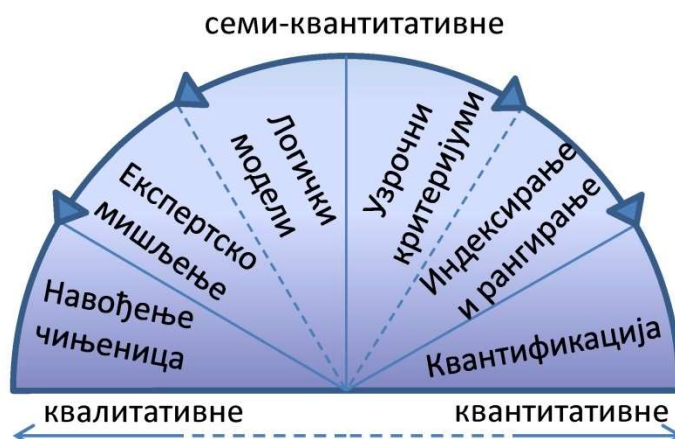 семи-квантитативне
Логички
модели
Узрочни
критеријуми
Експертско
мишљење
Индексирање
и рангирање
Навођење
чињеница
Квантификација
квалитативне
квантитативне